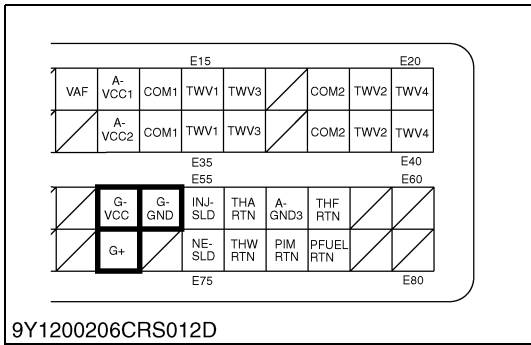 E15 E20
VAF A-VCC1 COM1 TWV1 TWV3 COM2 TWV2 TWV4
A-VCC2 COM1 TWV1 TWV3 COM2 TWV2 TWV4
E35 E40
E55 E60
G-VCC G-GND INJ-SLD THA RTN A-GND3 THF RTN
G+ NE-SLD THW RTN PIM RTN PFUEL RTN
E75 E80
9Y1200206CRS012D